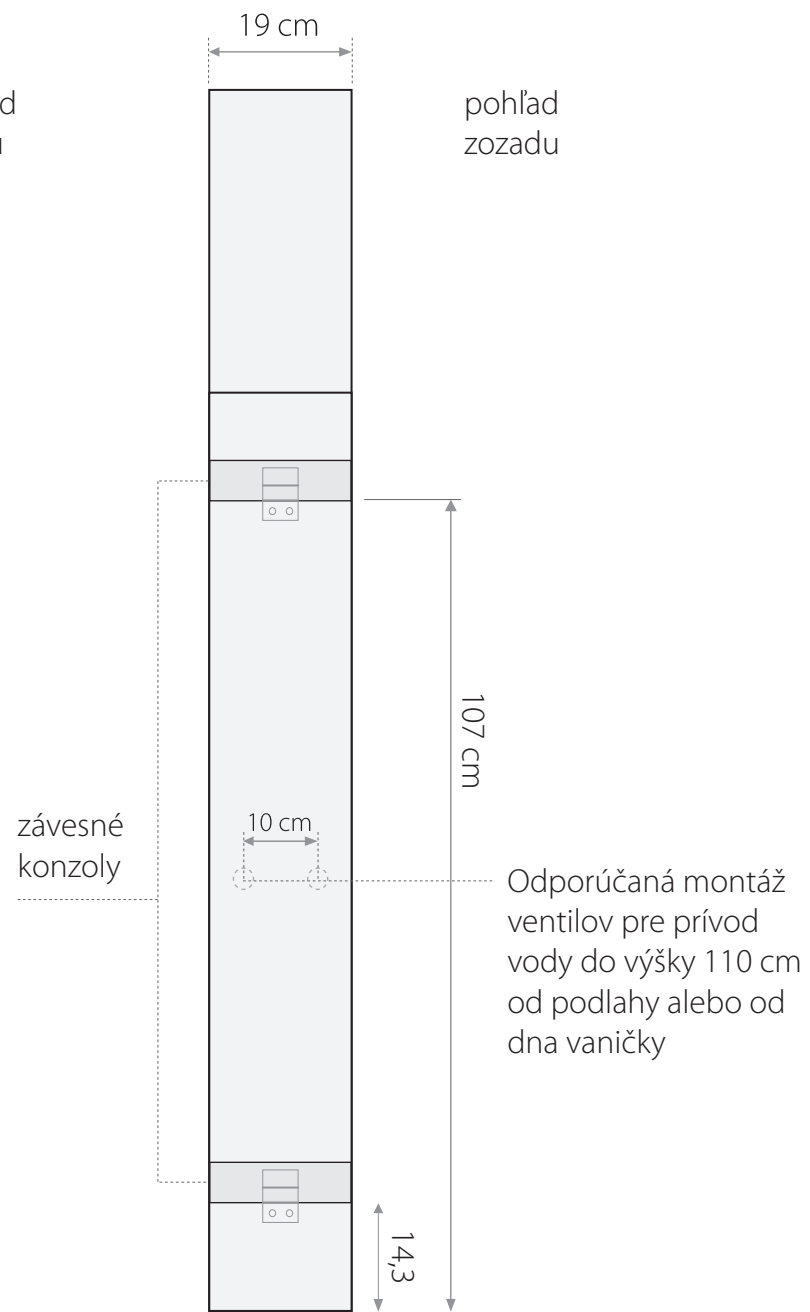 19 cm
pohľad
zozadu
107 cm
10 cm
závesné
konzoly
Odporúčaná montáž
ventilov pre prívod
vody do výšky 110 cm
od podlahy alebo od
dna vaničky
14,3